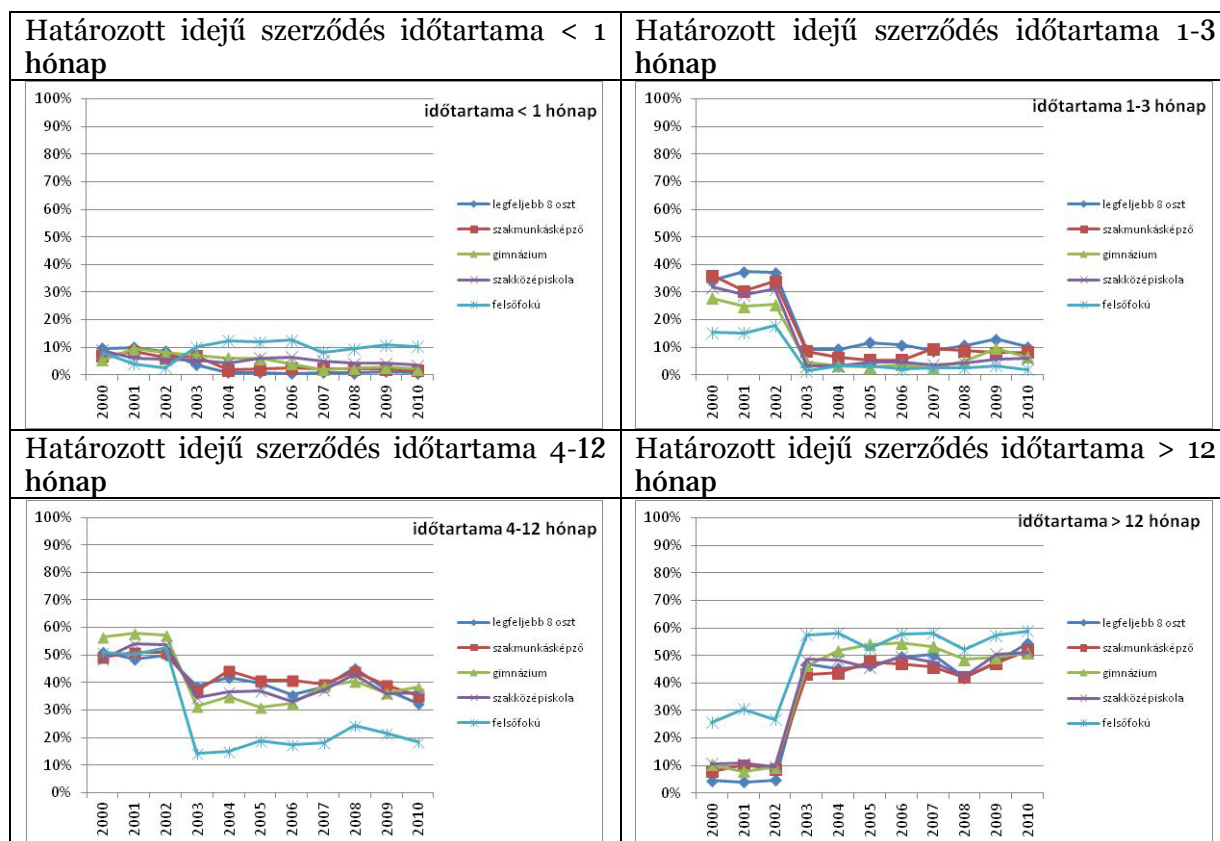 Határozott idejű szerződés időtartama < 1
hónap
időtartama < 1 hónap
100%
90%
80%
70%
60%
50%
40%
30%
20%
10%
0%
2000
2001
2002
2003
2004
2005
2006
2007
2008
2009
2010
legfeljebb 8 oszt
szakmunkásképző
gimnázium
szakközépiskola
felsőfokú
Határozott idejű szerződés időtartama 1-3
hónap
időtartama 1-3 hónap
100%
90%
80%
70%
60%
50%
40%
30%
20%
10%
0%
2000
2001
2002
2003
2004
2005
2006
2007
2008
2009
2010
legfeljebb 8 oszt
szakmunkásképző
gimnázium
szakközépiskola
felsőfokú
Határozott idejű szerződés időtartama 4-12
hónap
időtartama 4-12 hónap
100%
90%
80%
70%
60%
50%
40%
30%
20%
10%
0%
2000
2001
2002
2003
2004
2005
2006
2007
2008
2009
2010
legfeljebb 8 oszt
szakmunkásképző
gimnázium
szakközépiskola
felsőfokú
Határozott idejű szerződés időtartama > 12
hónap
időtartama > 12 hónap
100%
90%
80%
70%
60%
50%
40%
30%
20%
10%
0%
2000
2001
2002
2003
2004
2005
2006
2007
2008
2009
2010
legfeljebb 8 oszt
szakmunkásképző
gimnázium
szakközépiskola
felsőfokú